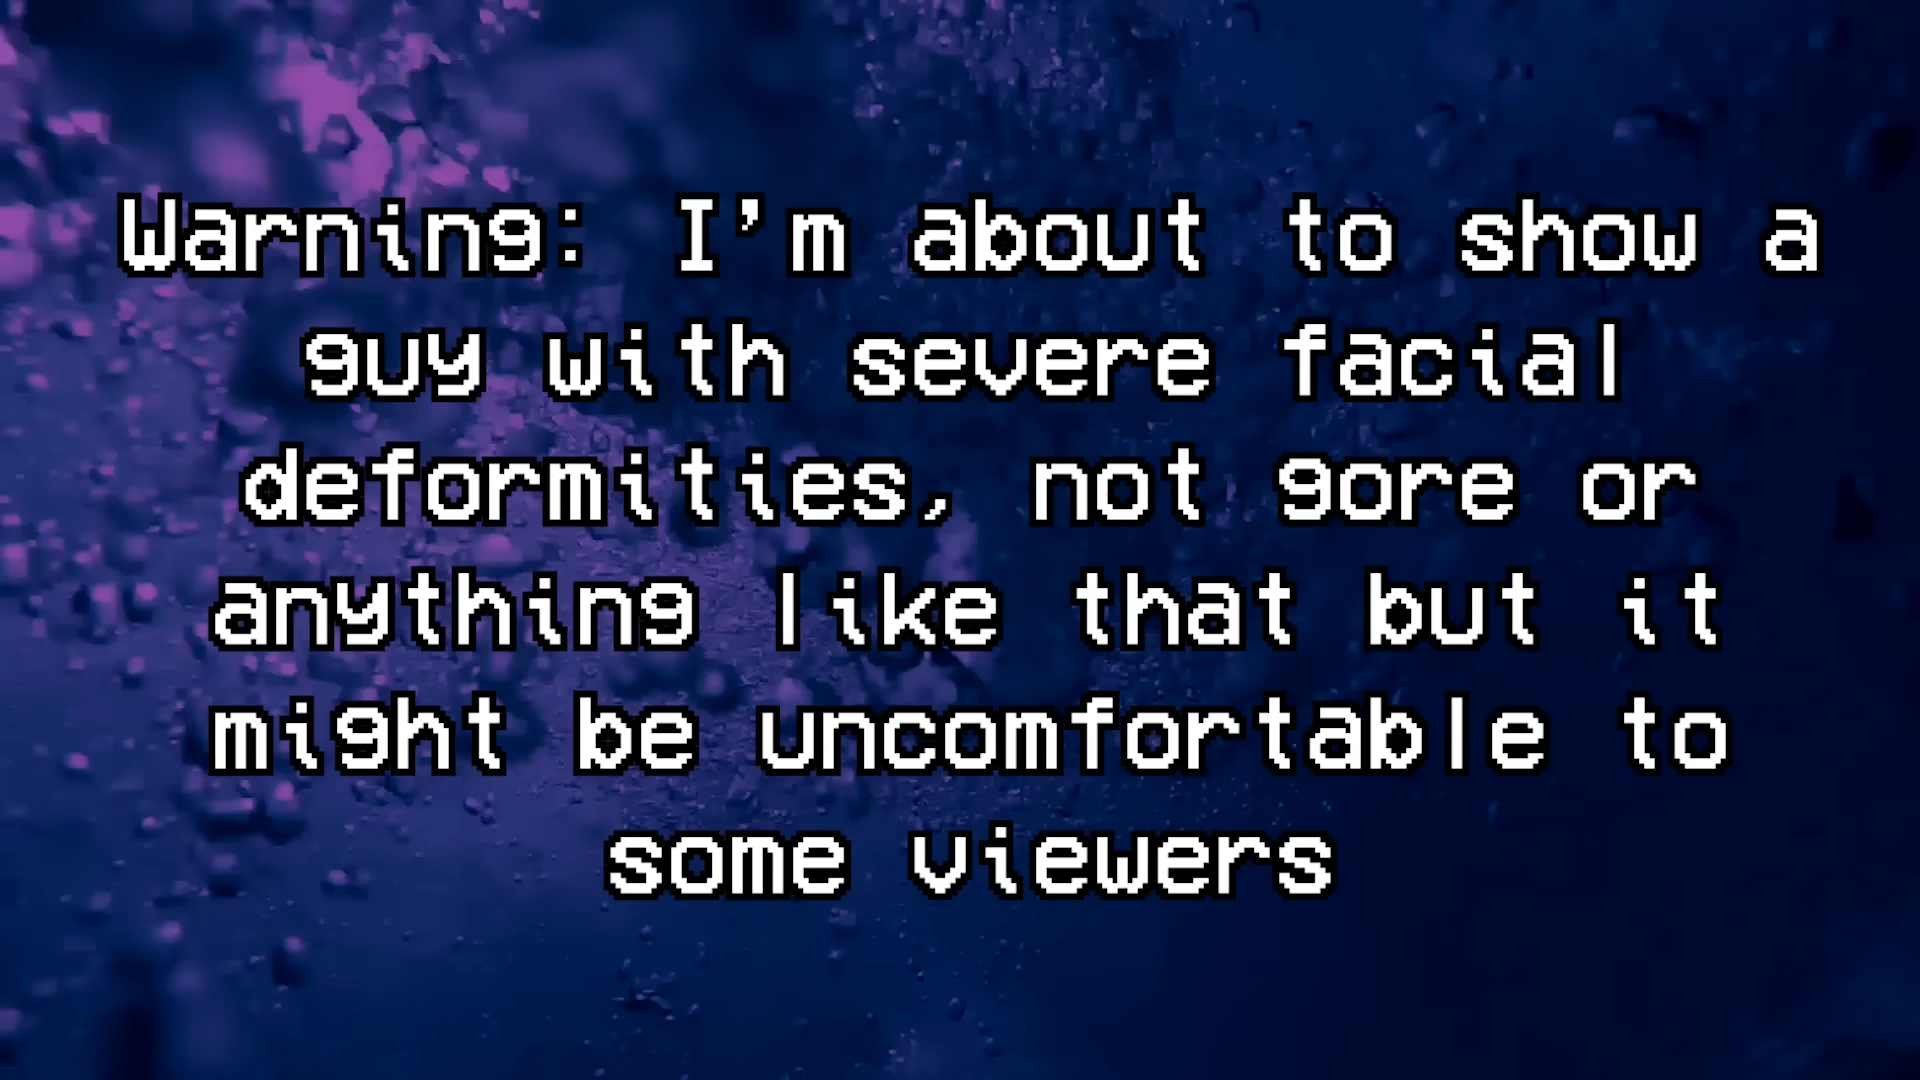 Warning: I'm about to show a
guy with severe facial
deformities, not gore or
anything like that but it
might be uncomfortable to
some viewers